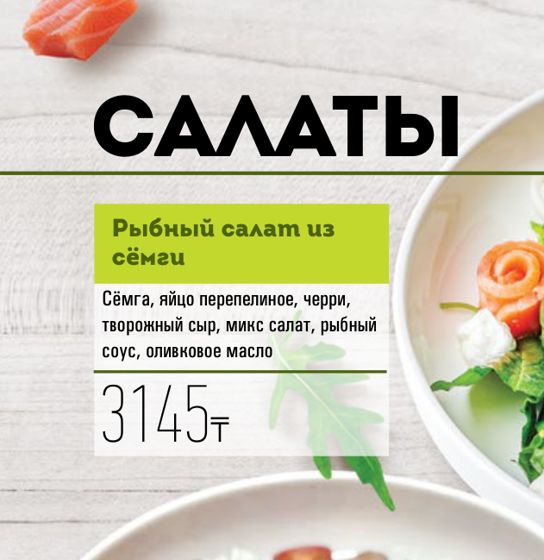 САЛАТЫ
Рыбный салат из
сёмги
Сёмга, яйцо перепелиное, черри,
творожный сыр, микс салат, рыбный
соус, оливковое масло
3145₸